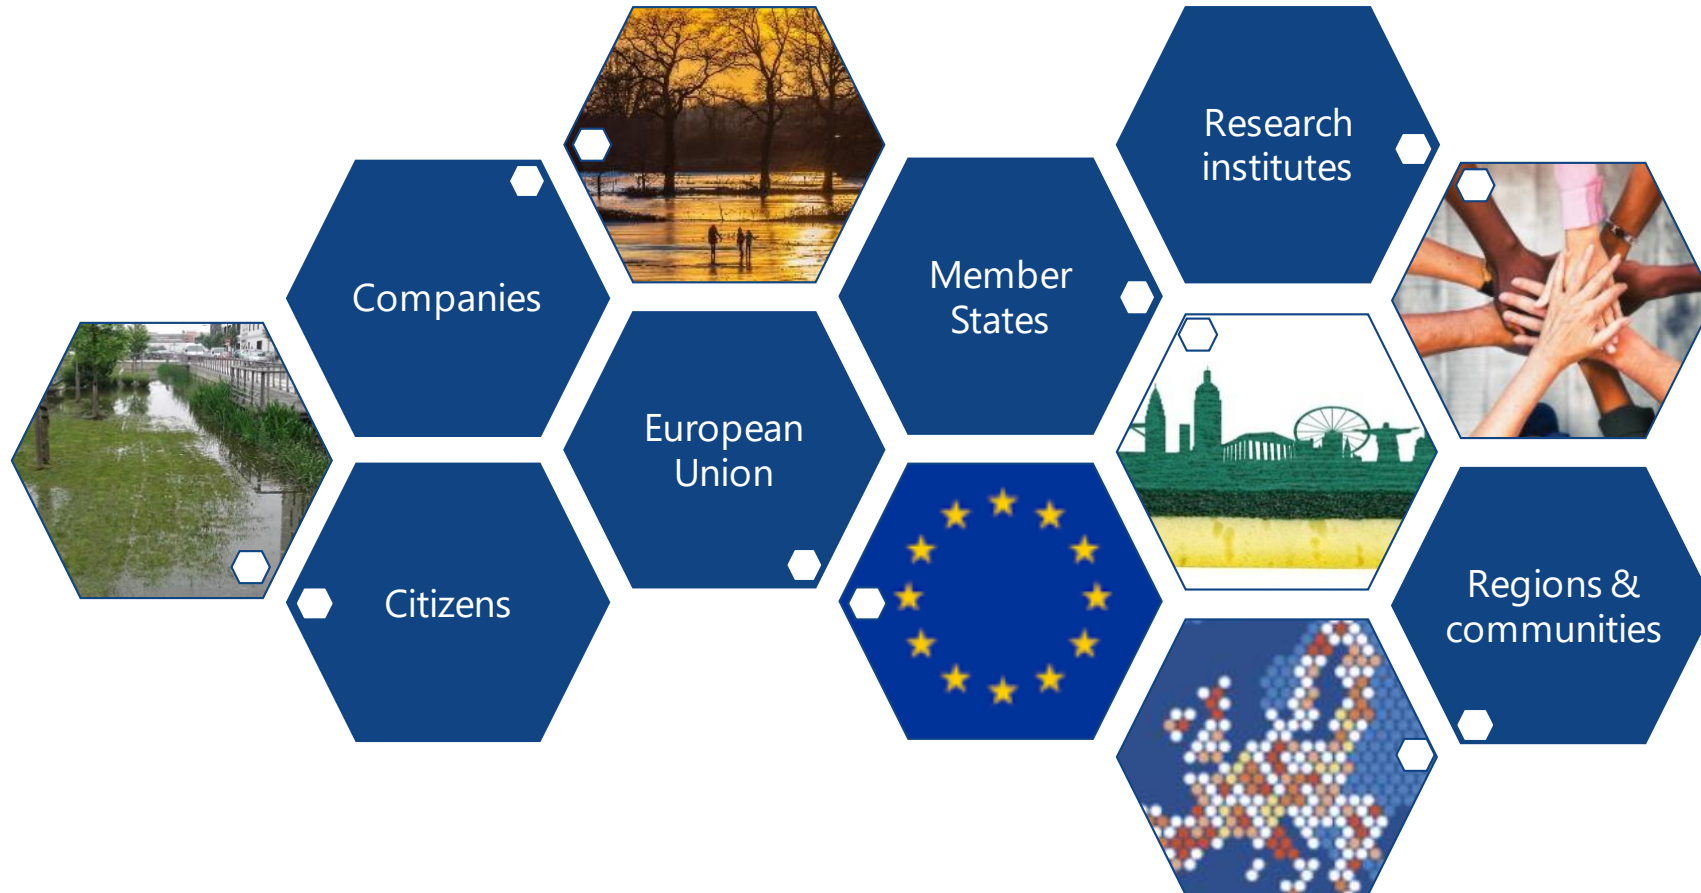 Companies
Citizens
European
Union
Member
States
Research
institutes
Regions &
communities